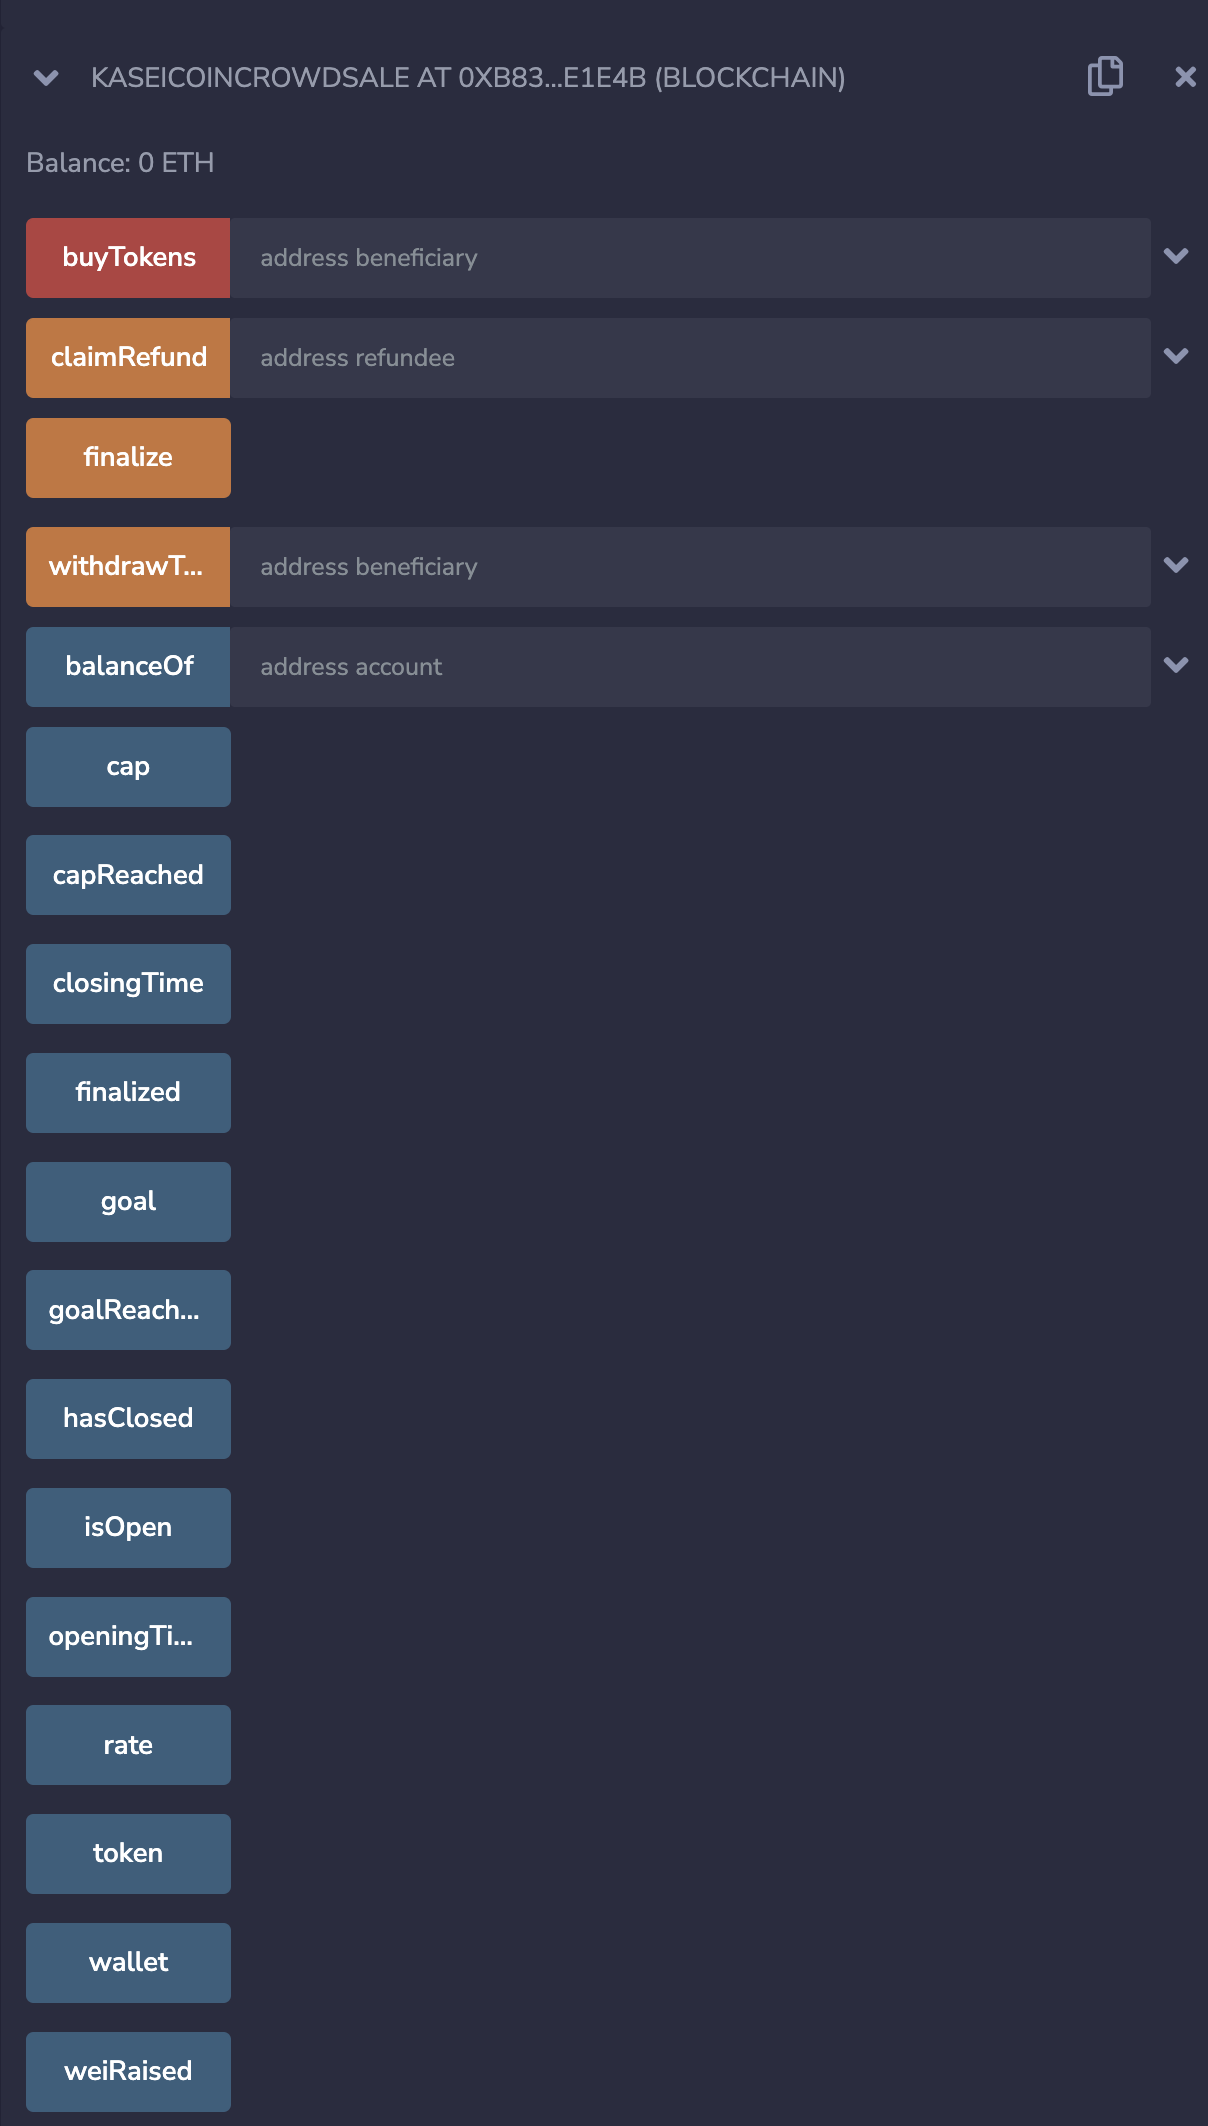 KASEICOINCROWDSALE AT 0XB83...E1E4B (BLOCKCHAIN)
Balance: 0 ETH
buyTokens address beneficiary
claimRefund address refundee
finalize
withdrawT... address beneficiary
balanceOf address account
cap
capReached
closingTime
finalized
goal
goalReach...
hasClosed
isOpen
openingTi...
rate
token
wallet
weiRaised